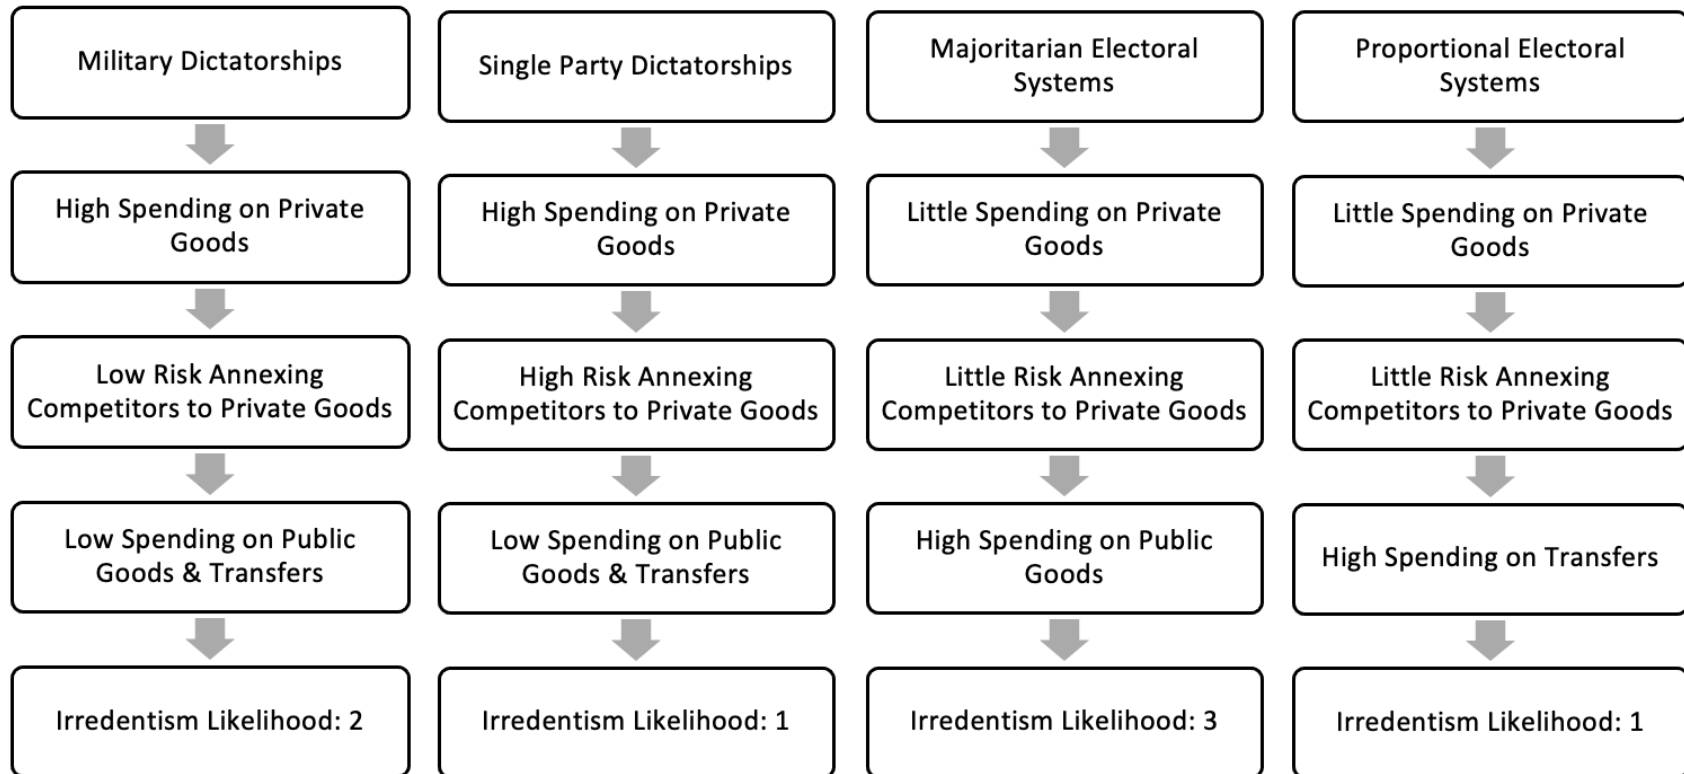 Military Dictatorships
High Spending on Private
Goods
Low Risk Annexing
Competitors to Private Goods
Low Spending on Public
Goods & Transfers
Irredentism Likelihood: 2
Single Party Dictatorships
High Spending on Private
Goods
High Risk Annexing
Competitors to Private Goods
Low Spending on Public
Goods & Transfers
Irredentism Likelihood: 1
Majoritarian Electoral
Systems
Little Spending on Private
Goods
Little Risk Annexing
Competitors to Private Goods
High Spending on Public
Goods
Irredentism Likelihood: 3
Proportional Electoral
Systems
Little Spending on Private
Goods
Little Risk Annexing
Competitors to Private Goods
High Spending on Transfers
Irredentism Likelihood: 1